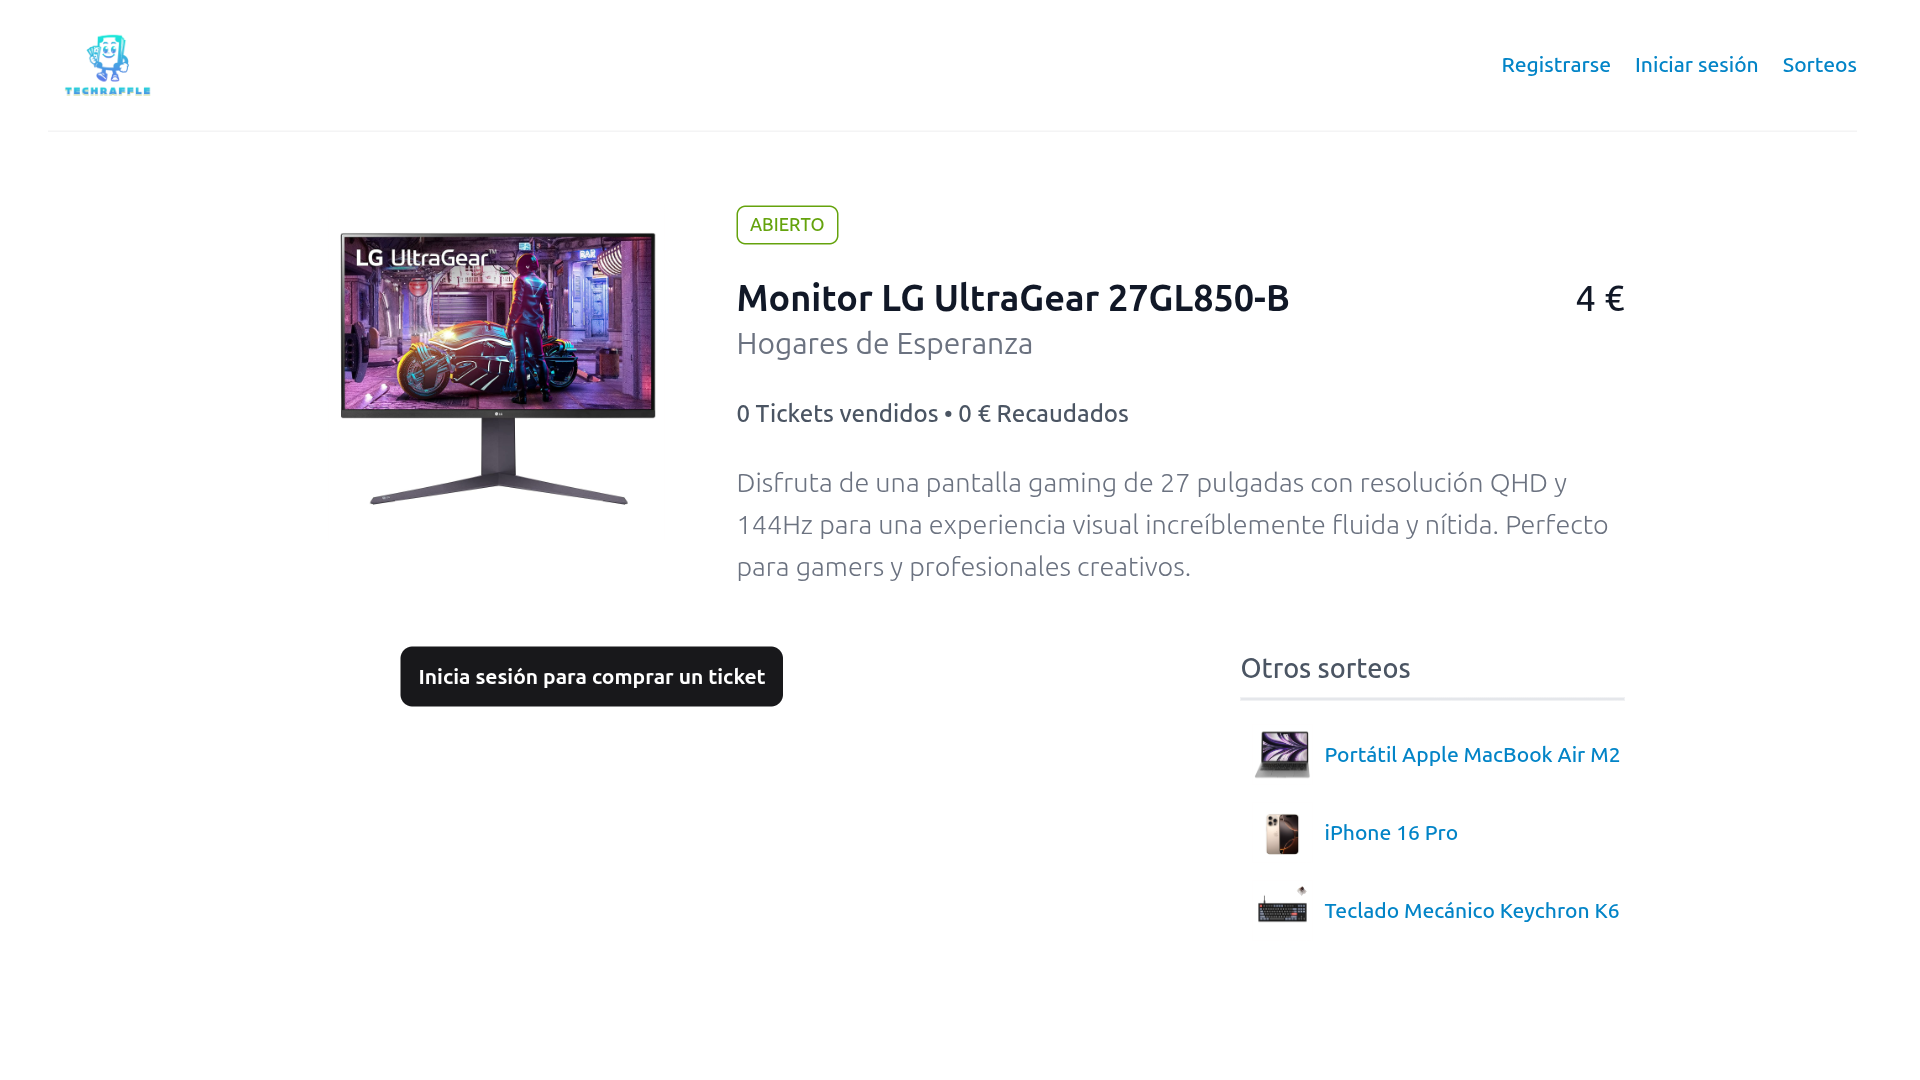 TECHRAFFLE
Registrarse
Iniciar sesión
Sorteos
LG UltraGear™
BAR
ABIERTO
Monitor LG UltraGear 27GL850-B
4 €
Hogares de Esperanza
0 Tickets vendidos • 0 € Recaudados
Disfruta de una pantalla gaming de 27 pulgadas con resolución QHD y
144Hz para una experiencia visual increíblemente fluida y nítida. Perfecto
para gamers y profesionales creativos.
Inicia sesión para comprar un ticket
Otros sorteos
Portátil Apple MacBook Air M2
iPhone 16 Pro
Teclado Mecánico Keychron K6